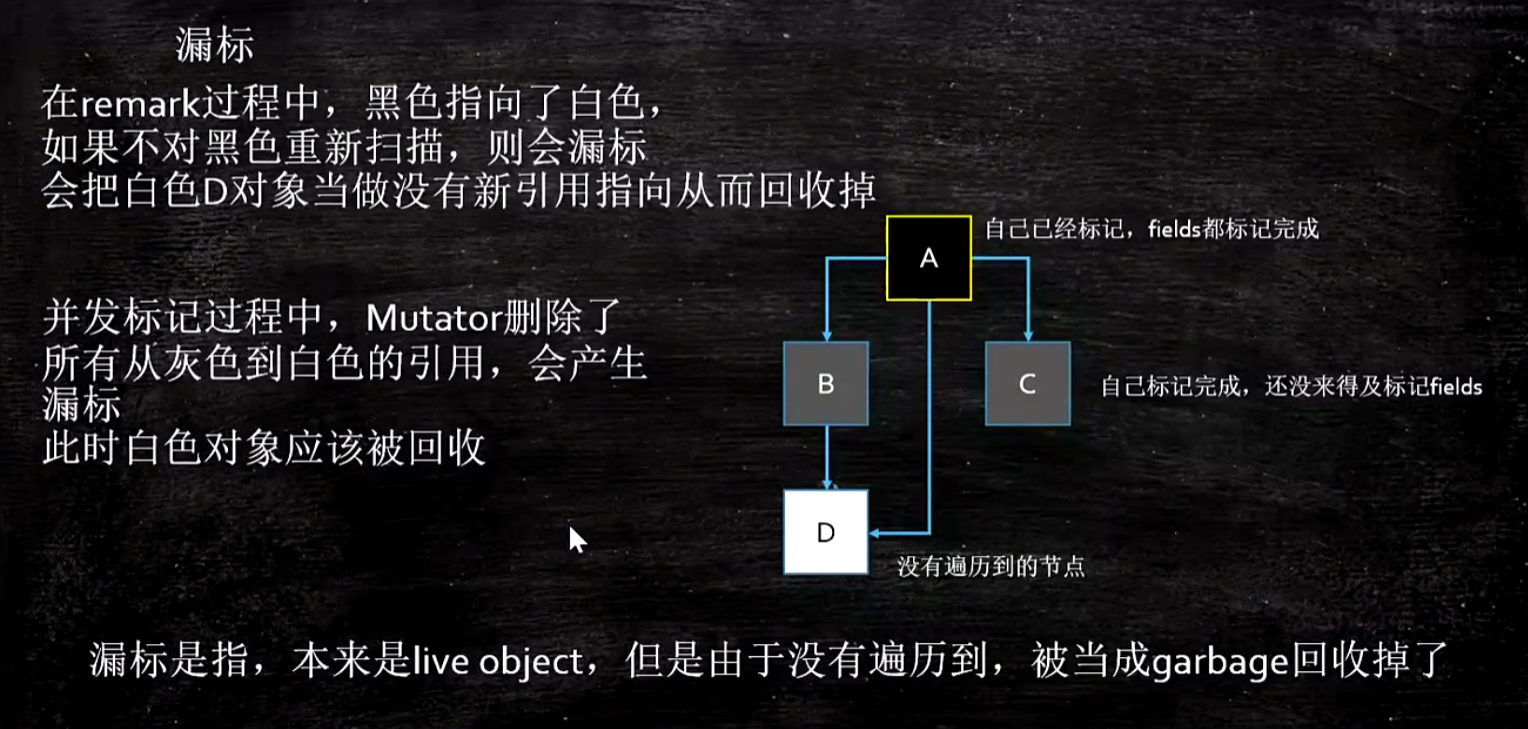 漏标
在remark过程中，黑色指向了白色，
如果不对黑色重新扫描，则会漏标
会把白色D对象当做没有新引用指向从而回收掉
A
自己已经标记，fields都标记完成
并发标记过程中，Mutator删除了
所有从灰色到白色的引用，会产生
漏标
此时白色对象应该被回收
B
C
自己标记完成，还没来得及标记fields
D
没有遍历到的节点
漏标是指，本来是live object，但是由于没有遍历到，被当成garbage回收掉了